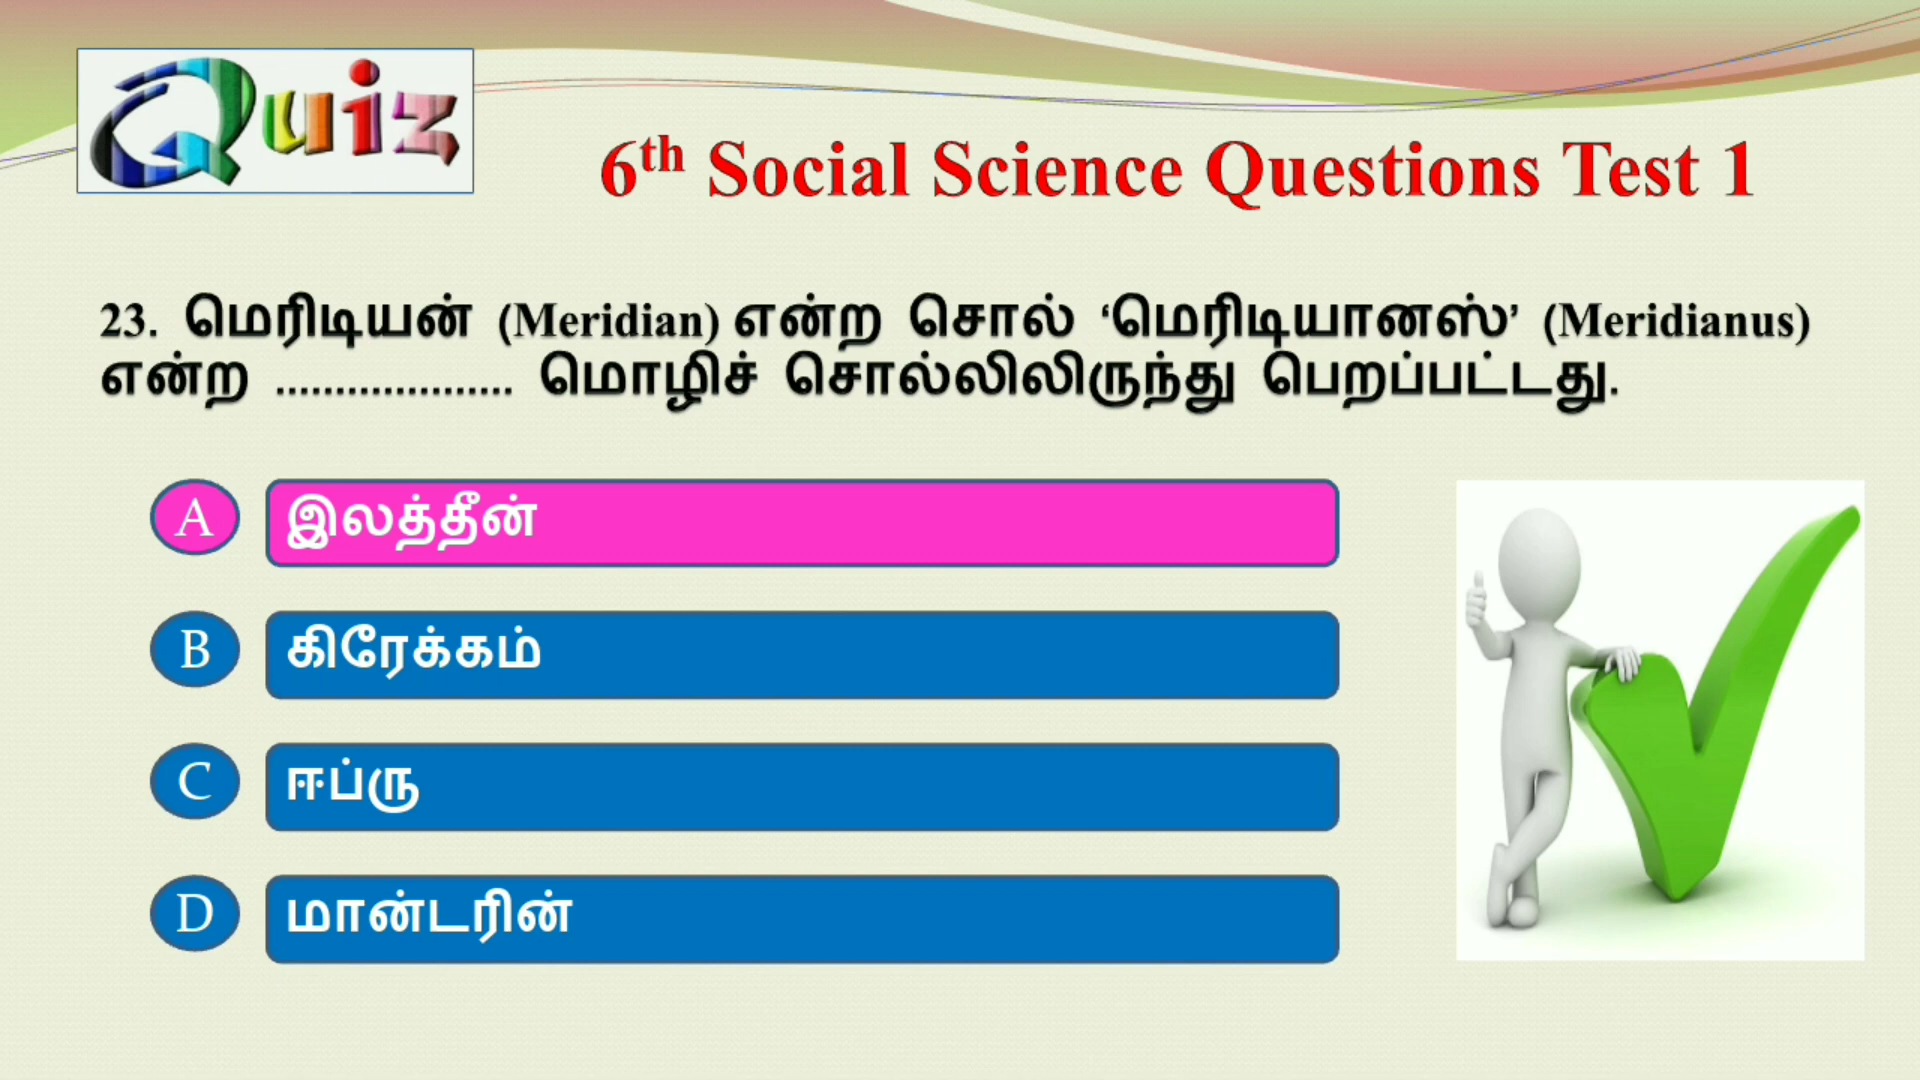 Quiz
6th Social Science Questions Test 1
23. மெரிடியன் (Meridian) என்ற சொல் ‘மெரிடியானஸ்’ (Meridianus)
என்ற .................... மொழிச் சொல்லிலிருந்து பெறப்பட்டது.
A இலத்தீன்
B கிரேக்கம்
C ஈப்ரு
D மான்டரின்